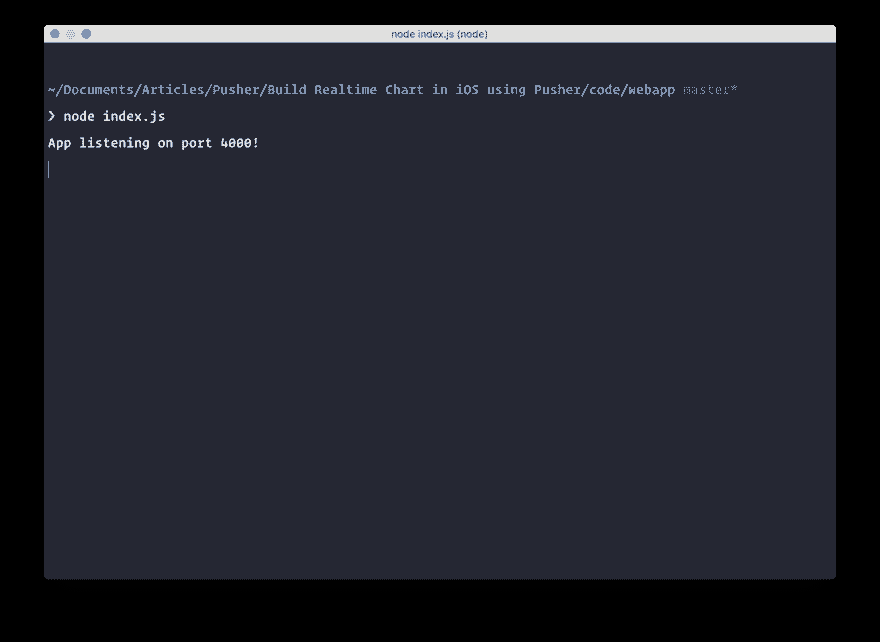 node index.js (node)
~/Documents/Articles/Pusher/Build Realtime Chart in iOS using Pusher/code/webapp master*
❯ node index.js
App listening on port 4000!